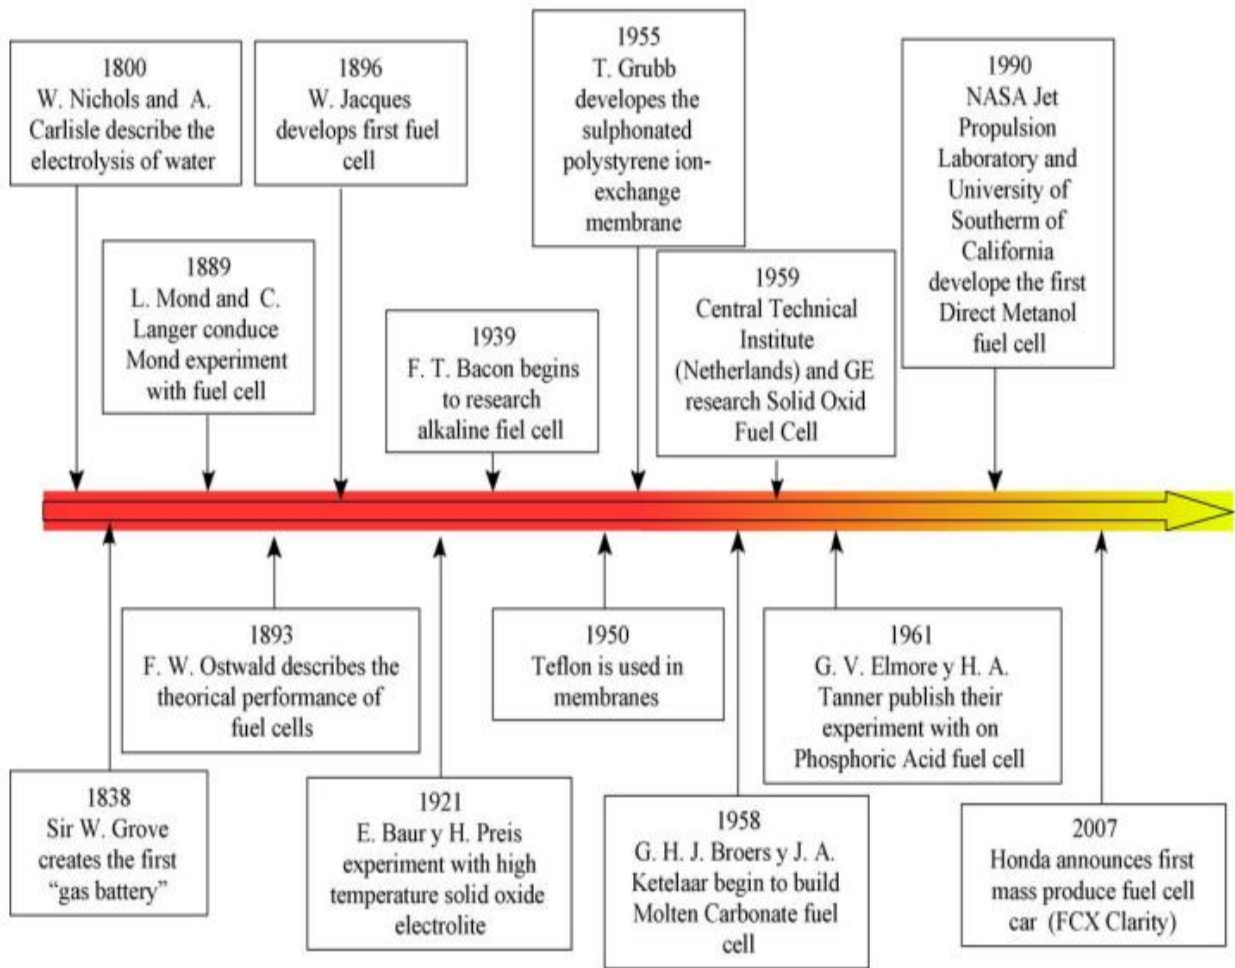 1800
W. Nichols and A.
Carlisle describe the
electrolysis of water
1896
W. Jacques
develops first fuel
cell
1955
T. Grubb
developes the
sulphonated
polystyrene ion-
exchange
membrane
1990
NASA Jet
Propulsion
Laboratory and
University of
Southerm of
California
develope the first
Direct Metanol
fuel cell
1889
L. Mond and C.
Langer conduce
Mond experiment
with fuel cell
1939
F. T. Bacon begins
to research
alkaline fiel cell
1959
Central Technical
Institute
(Netherlands) and GE
research Solid Oxid
Fuel Cell
1893
F. W. Ostwald describes the
theorical performance of
fuel cells
1950
Teflon is used in
membranes
1961
G. V. Elmore y H. A.
Tanner publish their
experiment with on
Phosphoric Acid fuel cell
1838
Sir W. Grove
creates the first
“gas battery”
1921
E. Baur y H. Preis
experiment with high
temperature solid oxide
electrolite
1958
G. H. J. Broers y J. A.
Ketelaar begin to build
Molten Carbonate fuel
cell
2007
Honda announces first
mass produce fuel cell
car (FCX Clarity)